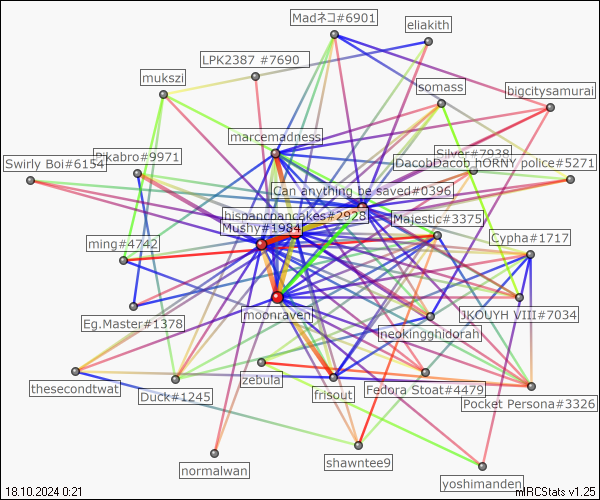 Madネコ#6901
eliakith
LPK2387 #7690
mukszi
somass
bigcitysamurai
marcemadness
Pikabro#9971
Silver#7938
Swirly Boi#6154
DacobDacob
hORNY police#5271
Can anything be saved#0396
hispancpancakes#2928
Majestic#3375
Mushy#1984
Cypha#1717
ming#4742
moonraven
JKOUYH VIII#7034
Eg.Master#1378
neokingghidorah
zebula
thesecondtwat
Duck#1245
frisout
Fedora Stoat#4479
Pocket Persona#3326
normalwan
shawntee9
yoshimanden
18.10.2024 0:21
mIRCStats v1.25